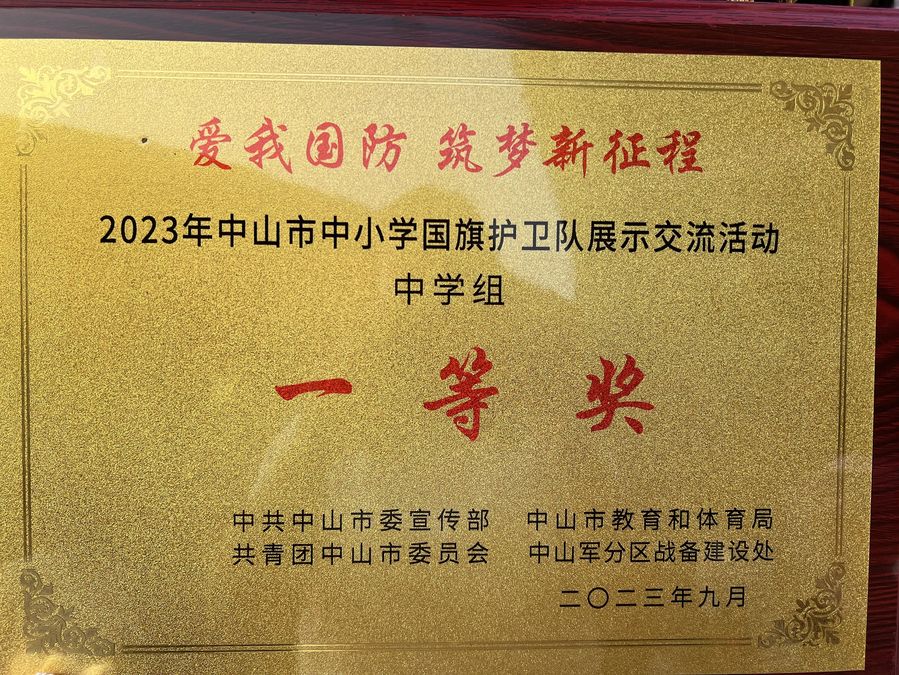 爱我国防 筑梦新征程
2023年中山市中小学国旗护卫队展示交流活动
中学组
一等奖
中共中山市委宣传部 中山市教育和体育局
共青团中山市委员会 中山军分区战备建设处
二〇二三年九月